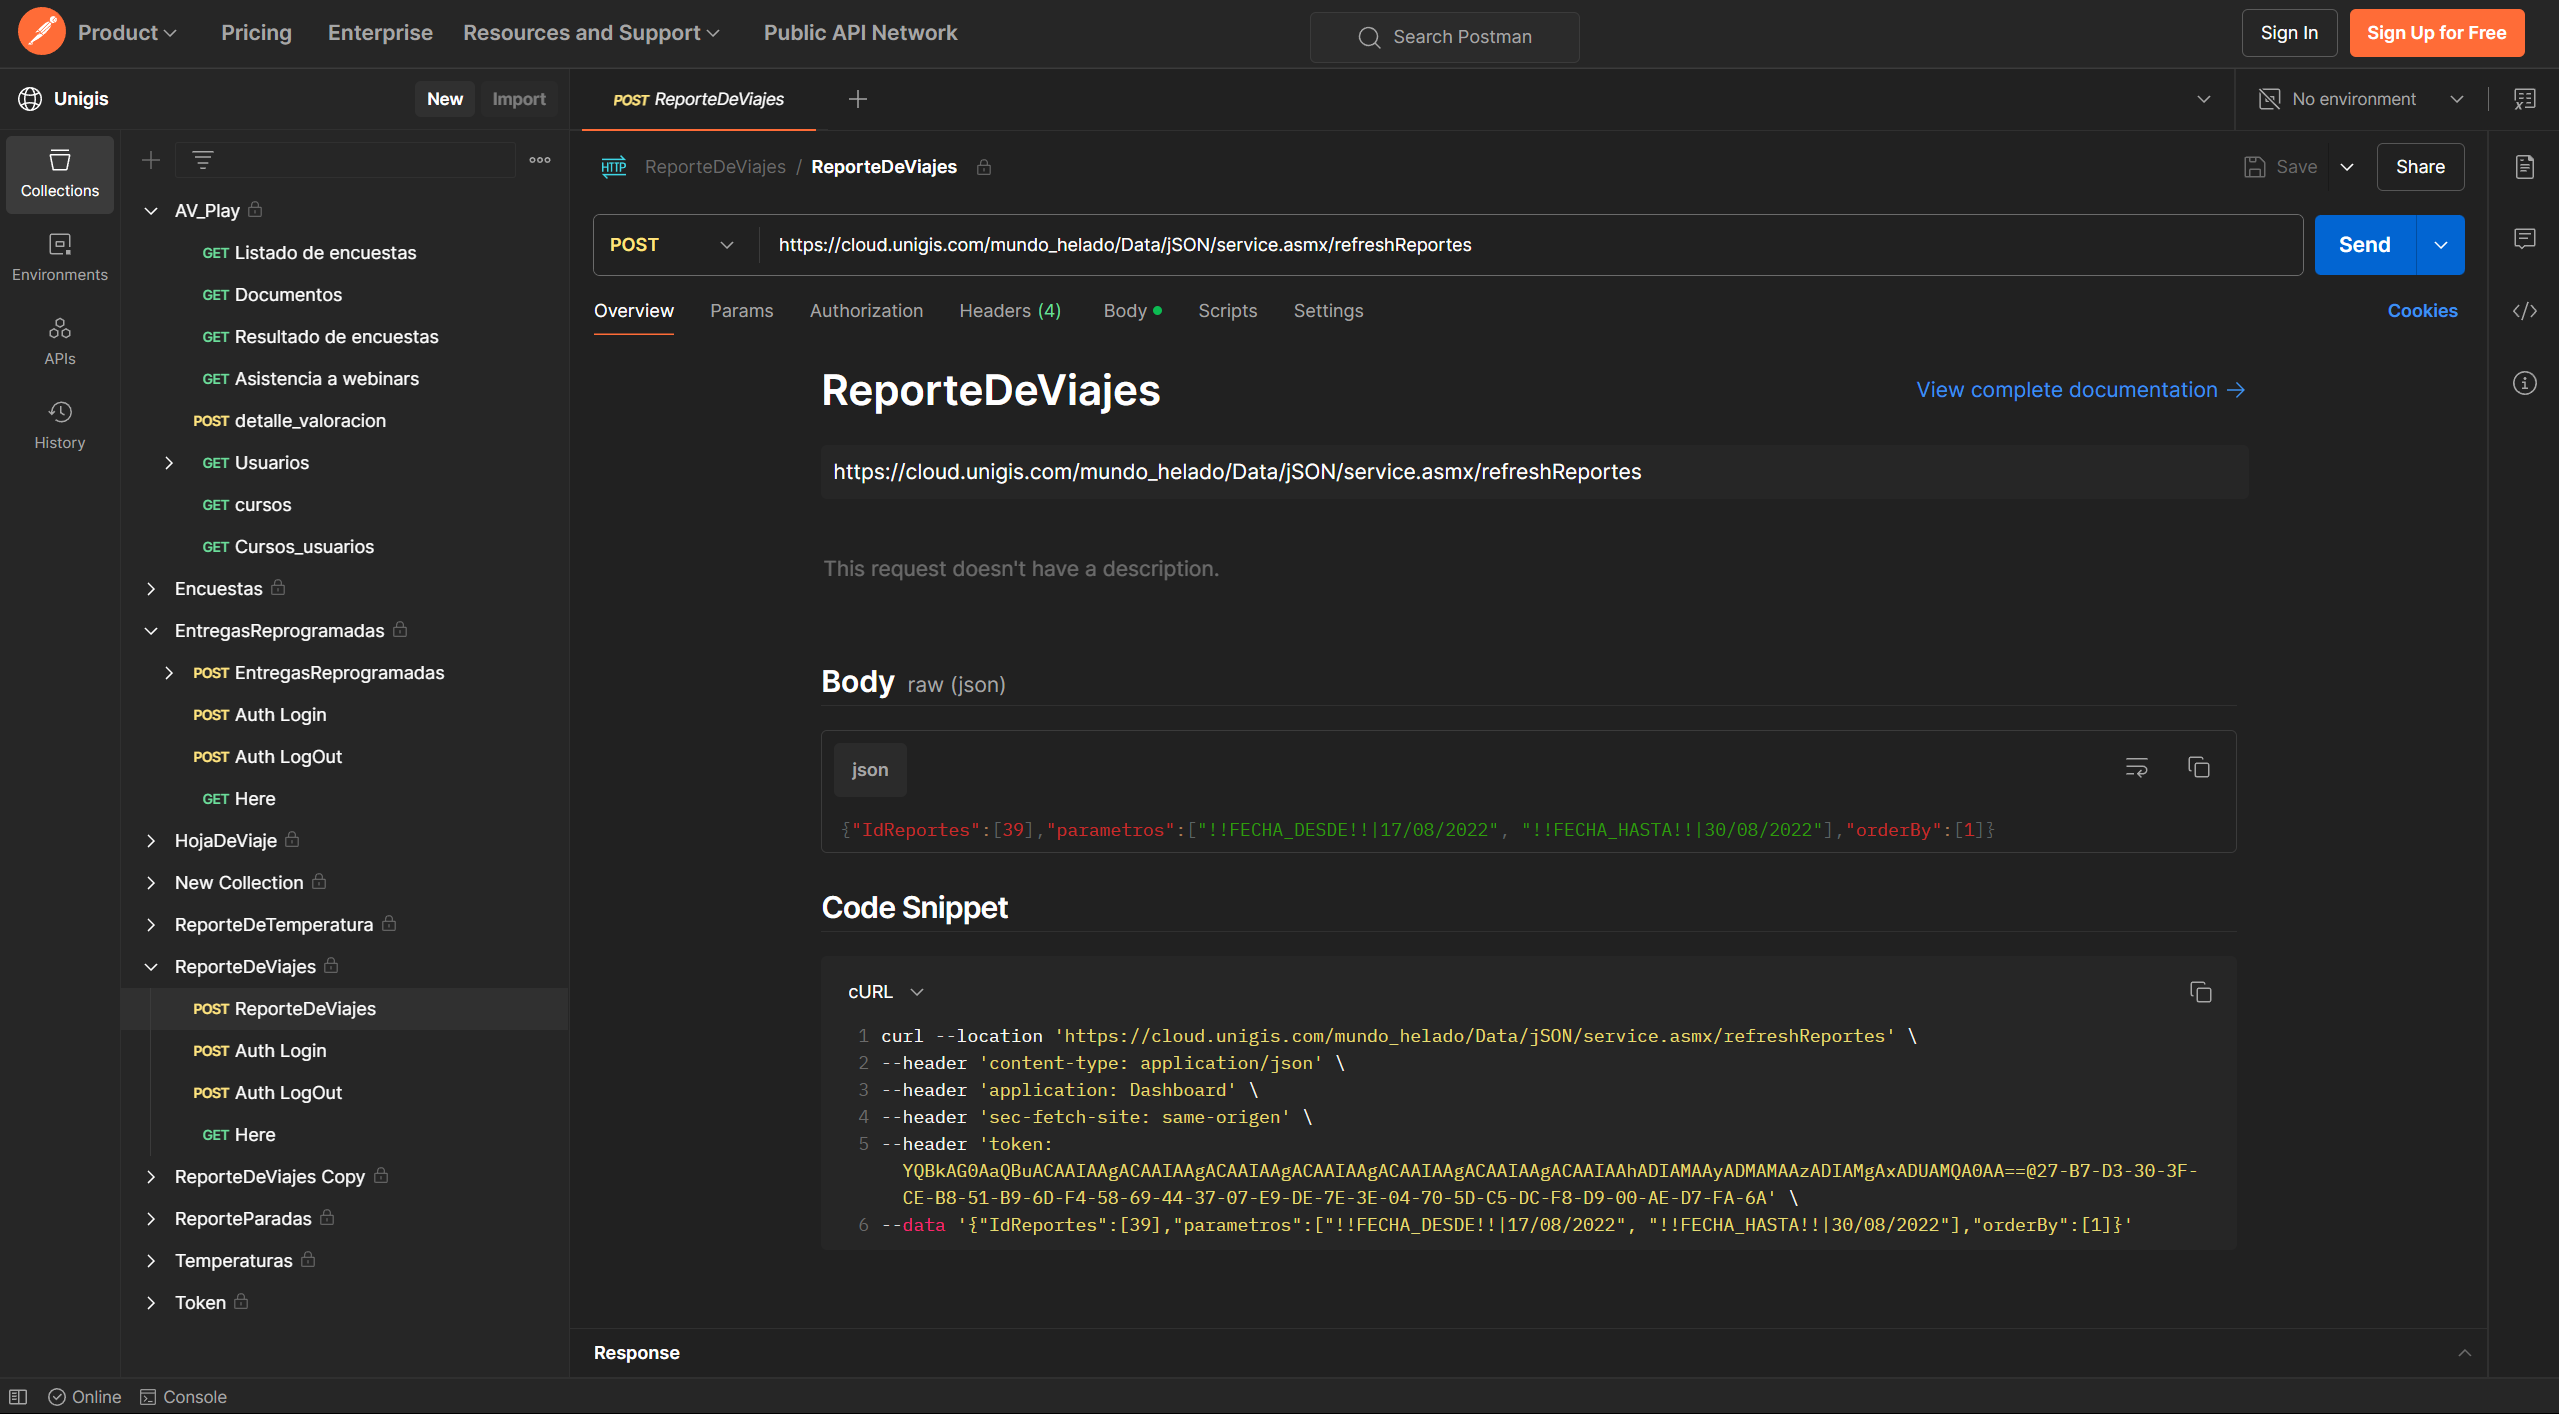 Product
Pricing
Enterprise
Resources and Support
Public API Network
Search Postman
Sign In
Sign Up for Free
Unigis
New
Import
POST ReporteDeViajes
No environment
Collections
Environments
APIs
History
AV_Play
GET Listado de encuestas
GET Documentos
GET Resultado de encuestas
GET Asistencia a webinars
POST detalle_valoracion
GET Usuarios
GET cursos
GET Cursos_usuarios
Encuestas
EntregasReprogramadas
POST EntregasReprogramadas
POST Auth Login
POST Auth LogOut
GET Here
HojaDeViaje
New Collection
ReporteDeTemperatura
ReporteDeViajes
POST ReporteDeViajes
POST Auth Login
POST Auth LogOut
GET Here
ReporteDeViajes Copy
ReporteParadas
Temperaturas
Token
HTTP
ReporteDeViajes / ReporteDeViajes
Save
Share
POST
https://cloud.unigis.com/mundo_helado/Data/jSON/service.asmx/refreshReportes
Send
Overview
Params
Authorization
Headers (4)
Body
Scripts
Settings
Cookies
ReporteDeViajes
View complete documentation
https://cloud.unigis.com/mundo_helado/Data/jSON/service.asmx/refreshReportes
This request doesn't have a description.
Body raw (json)
json
{"IdReportes":[39],"parametros":["!!FECHA_DESDE!!|17/08/2022", "!!FECHA_HASTA!!|30/08/2022"],"orderBy":[1]}
Code Snippet
cURL
1 curl --location 'https://cloud.unigis.com/mundo_helado/Data/jSON/service.asmx/refreshReportes' \
2 --header 'content-type: application/json' \
3 --header 'application: Dashboard' \
4 --header 'sec-fetch-site: same-origen' \
5 --header 'token:
YQBkAG0AaQBuACAAIAAgACAAIAAgACAAIAAgACAAIAAgACAAIAAgACAAIAAgACAAIAAhADIAMAAyADMAMAAzADIAMgAxADUAMQA0AA==@27-B7-D3-30-3F-
CE-B8-51-B9-6D-F4-58-69-44-37-07-E9-DE-7E-3E-04-70-5D-C5-DC-F8-D9-00-AE-D7-FA-6A' \
6 --data '{"IdReportes":[39],"parametros":["!!FECHA_DESDE!!|17/08/2022", "!!FECHA_HASTA!!|30/08/2022"],"orderBy":[1]}'
Response
Online
Console